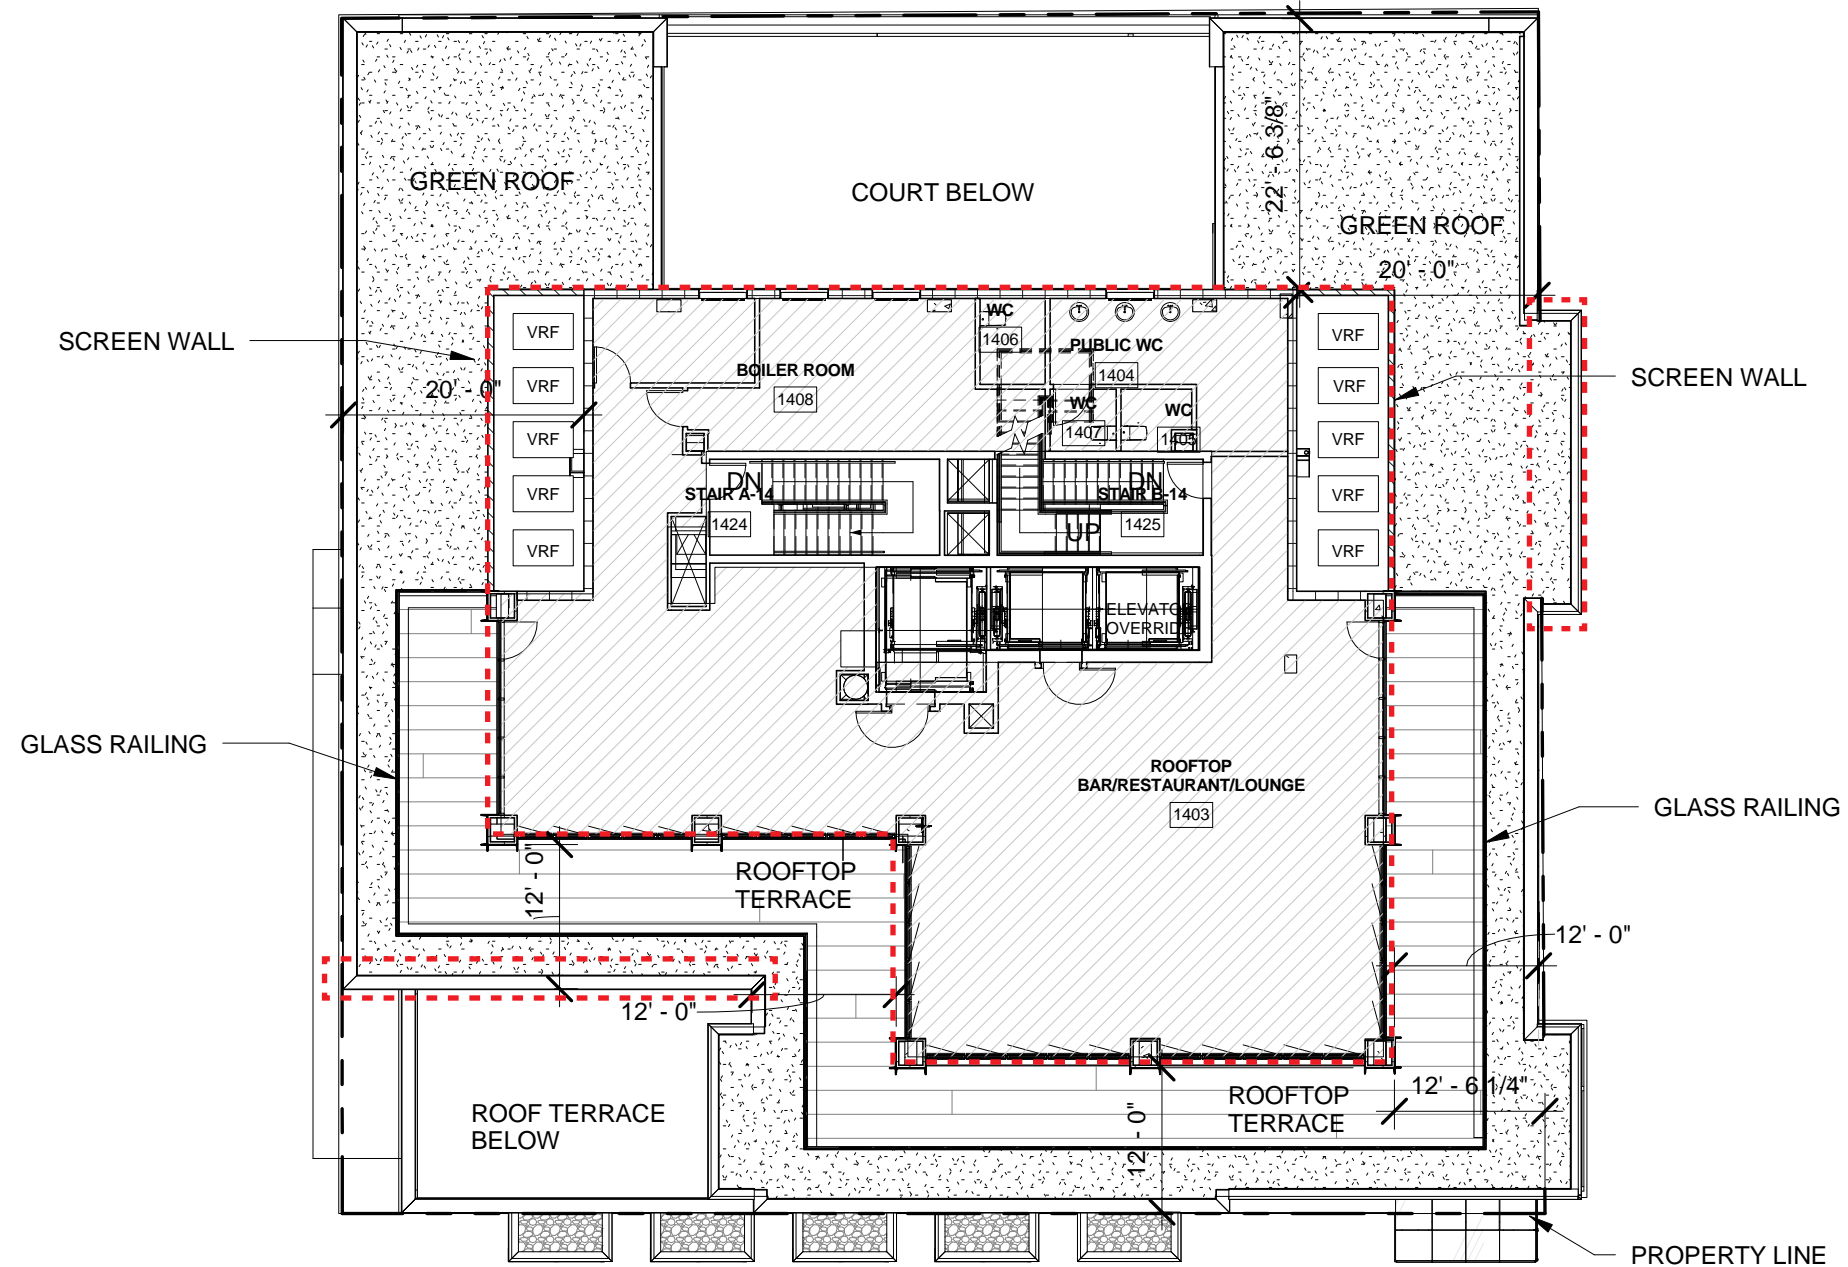 22' - 6 3/8"
GREEN ROOF
COURT BELOW
GREEN ROOF
20' - 0"
WC
1406
PUBLIC WC
1404
VRF
VRF
SCREEN WALL
BOILER ROOM
1408
20' - 0"
VRF
VRF
SCREEN WALL
WC
1407
WC
1405
VRF
VRF
DN
STAIR A-14
1424
DN
STAIR B-14
1425
UP
VRF
VRF
VRF
VRF
ELEVATO
OVERRID
GLASS RAILING
ROOFTOP
BAR/RESTAURANT/LOUNGE
1403
GLASS RAILING
12' - 0"
ROOFTOP
TERRACE
12' - 0"
12' - 0"
ROOF TERRACE
BELOW
12' - 0"
ROOFTOP
TERRACE
12' - 6 1/4"
PROPERTY LINE